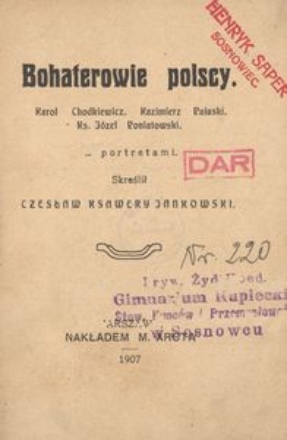 HENRYK SAPER
SOSNOWIEC
Bohaterowie polscy.
Karol Chodkiewicz, Kazimierz Pułaski,
Ks. Józef Poniatowski.
portretami.
DAR
Skreślił
CZESŁAW KSAWERY JANKOWSKI.
Nr. 220
Gimnazjum Kupiecki
w Sosnowcu
NAKŁADEM M. ARCTA
1907